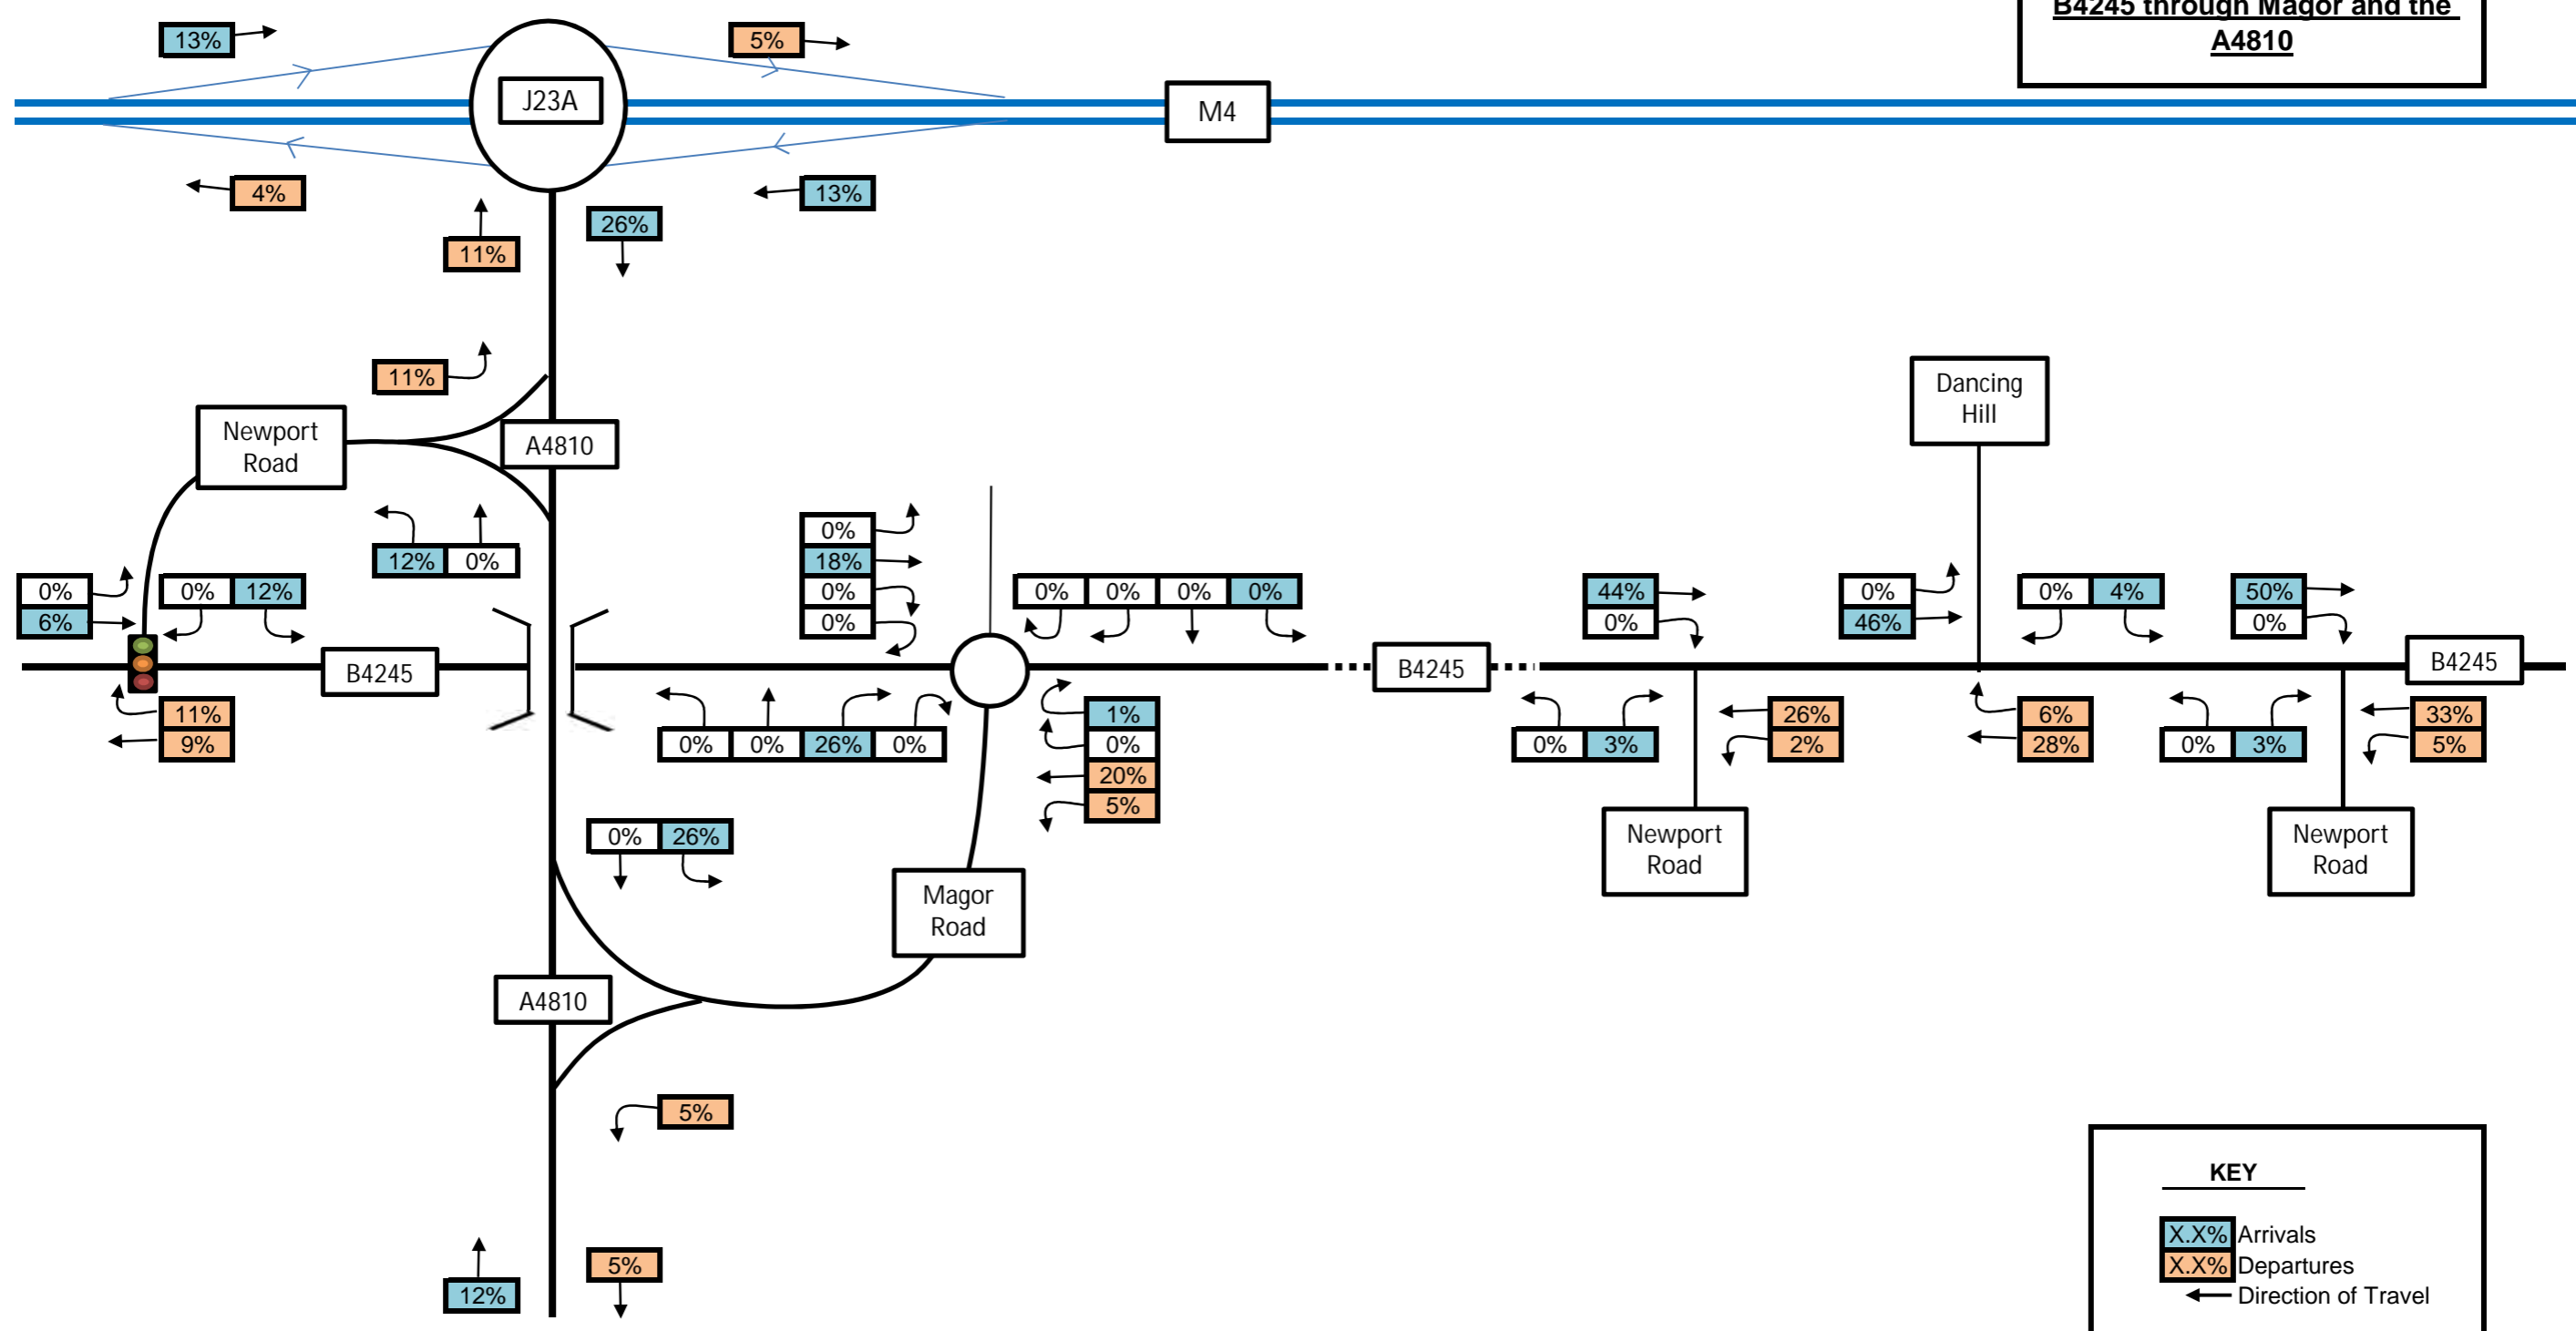 B4245 through Magor and the
A4810
13%
5%
J23A
M4
4%
13%
11%
26%
11%
Newport
Road
A4810
Dancing
Hill
12% 0%
0%
18%
0%
0%
0%
6%
0% 12%
0% 0% 0% 0%
44%
0%
0%
46%
0% 4%
50%
0%
B4245
B4245
B4245
11%
9%
0% 0% 26% 0%
1%
0%
20%
5%
0% 3%
26%
2%
6%
28%
0% 3%
33%
5%
0% 26%
Newport
Road
Newport
Road
Magor
Road
A4810
5%
5%
12%
KEY
X.X% Arrivals
X.X% Departures
Direction of Travel